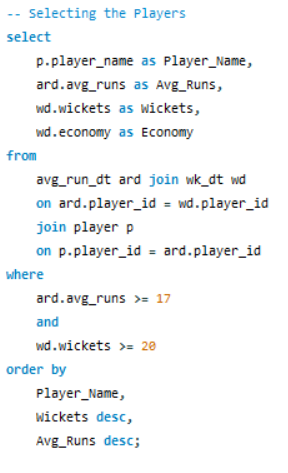 -- Selecting the Players
select
p.player_name as Player_Name,
ard.avg_runs as Avg_Runs,
wd.wickets as Wickets,
wd.economy as Economy
from
avg_run_dt ard join wk_dt wd
on ard.player_id = wd.player_id
join player p
on p.player_id = ard.player_id
where
ard.avg_runs >= 17
and
wd.wickets >= 20
order by
Player_Name,
Wickets desc,
Avg_Runs desc;